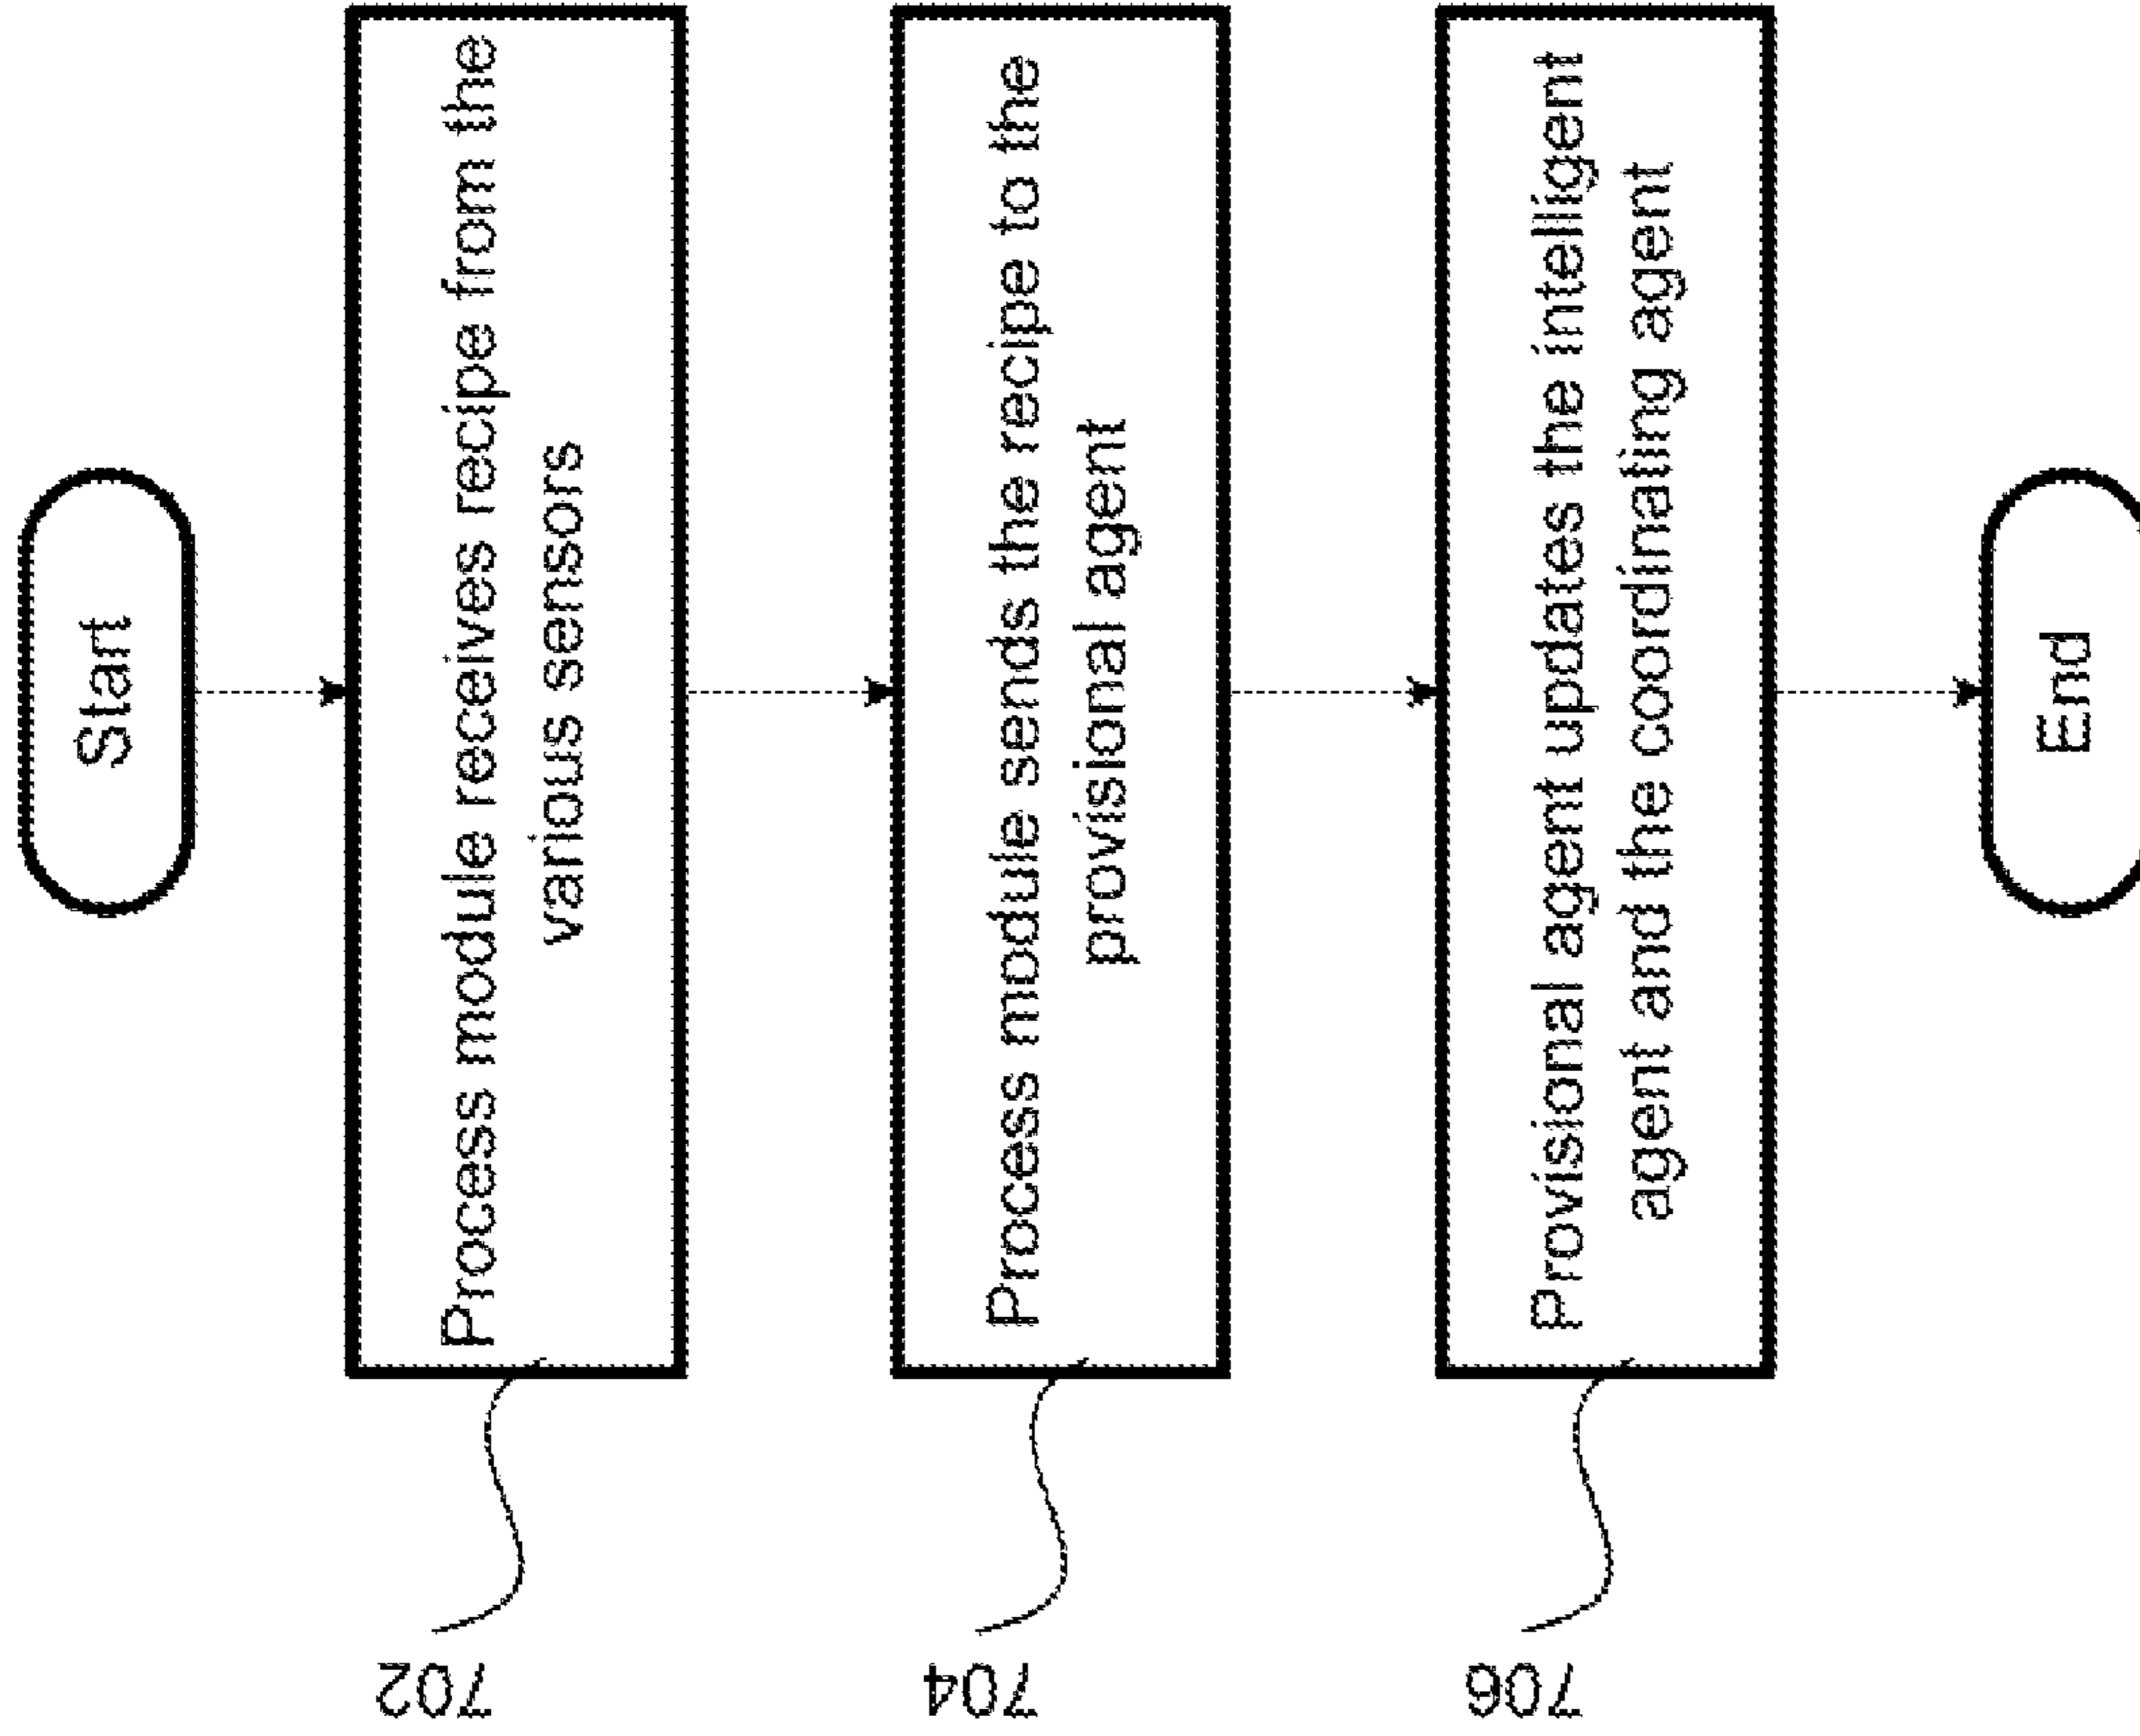 Start
702
Process module receives recipe from the
various sensors
704
Process module sends the recipe to the
provisional agent
706
Provisional agent updates the intelligent
agent and the coordinating agent
End